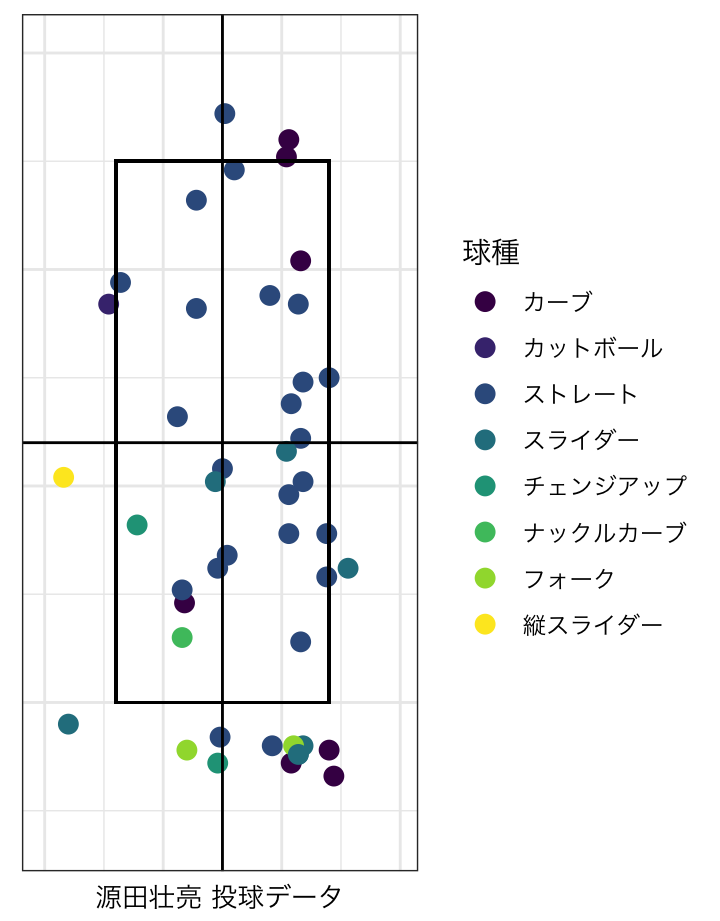 球種
カーブ
カットボール
ストレート
スライダー
チェンジアップ
ナックルカーブ
フォーク
縦スライダー
源田壮亮 投球データ